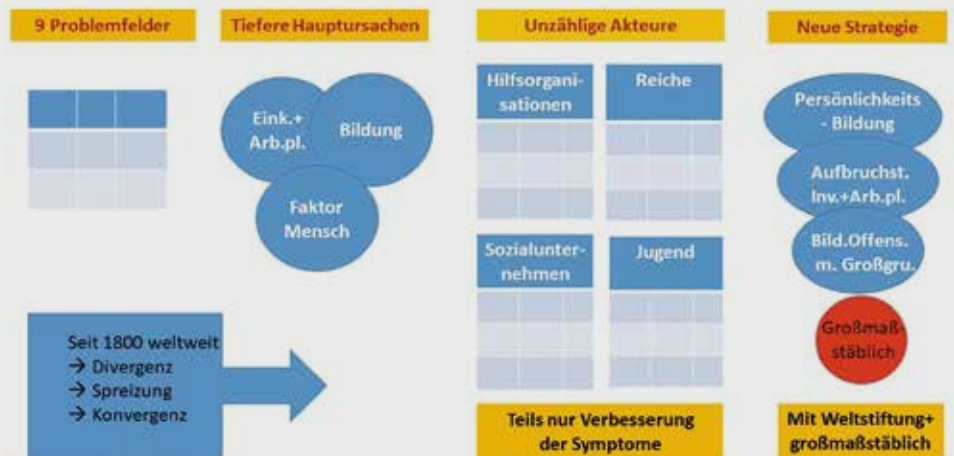 9 Problemfelder
Tiefere Hauptursachen
Unzählige Akteure
Neue Strategie
Eink.+
Arb.pl.
Bildung
Faktor
Mensch
Seit 1800 weltweit
→ Divergenz
→ Spreizung
→ Konvergenz
Hilfsorgani-
sationen
Reiche
Sozialunter-
nehmen
Jugend
Teils nur Verbesserung
der Symptome
Persönlichkeits
- Bildung
Aufbruchst.
Inv.+Arb.pl.
Bild.Offens.
m. Großgru.
Großmaß-
stäblich
Mit Weltstiftung+
großmaßstäblich